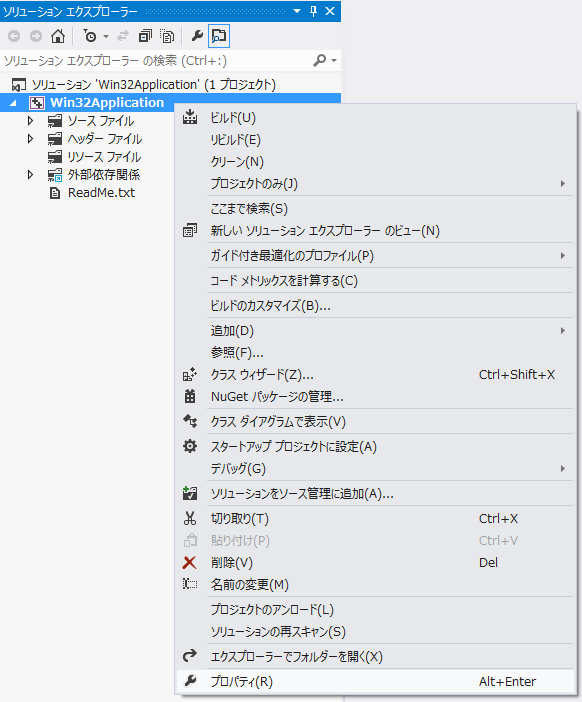 ソリューション エクスプローラー
ソリューション エクスプローラー の検索 (Ctrl+:)
ソリューション 'Win32Application' (1 プロジェクト)
Win32Application
ソース ファイル
ヘッダー ファイル
リソース ファイル
外部依存関係
ReadMe.txt
ビルド(U)
リビルド(E)
クリーン(N)
プロジェクトのみ(J)
ここまで検索(S)
新しい ソリューション エクスプローラー のビュー(N)
ガイド付き最適化のプロファイル(P)
コード メトリックスを計算する(C)
ビルドのカスタマイズ(B)...
追加(D)
参照(F)...
クラス ウィザード(Z)... Ctrl+Shift+X
NuGet パッケージの管理...
クラス ダイアグラムで表示(V)
スタートアップ プロジェクトに設定(A)
デバッグ(G)
ソリューションをソース管理に追加(A)...
切り取り(T) Ctrl+X
貼り付け(P) Ctrl+V
削除(V) Del
名前の変更(M)
プロジェクトのアンロード(L)
ソリューションの再スキャン(S)
エクスプローラーでフォルダーを開く(X)
プロパティ(R) Alt+Enter